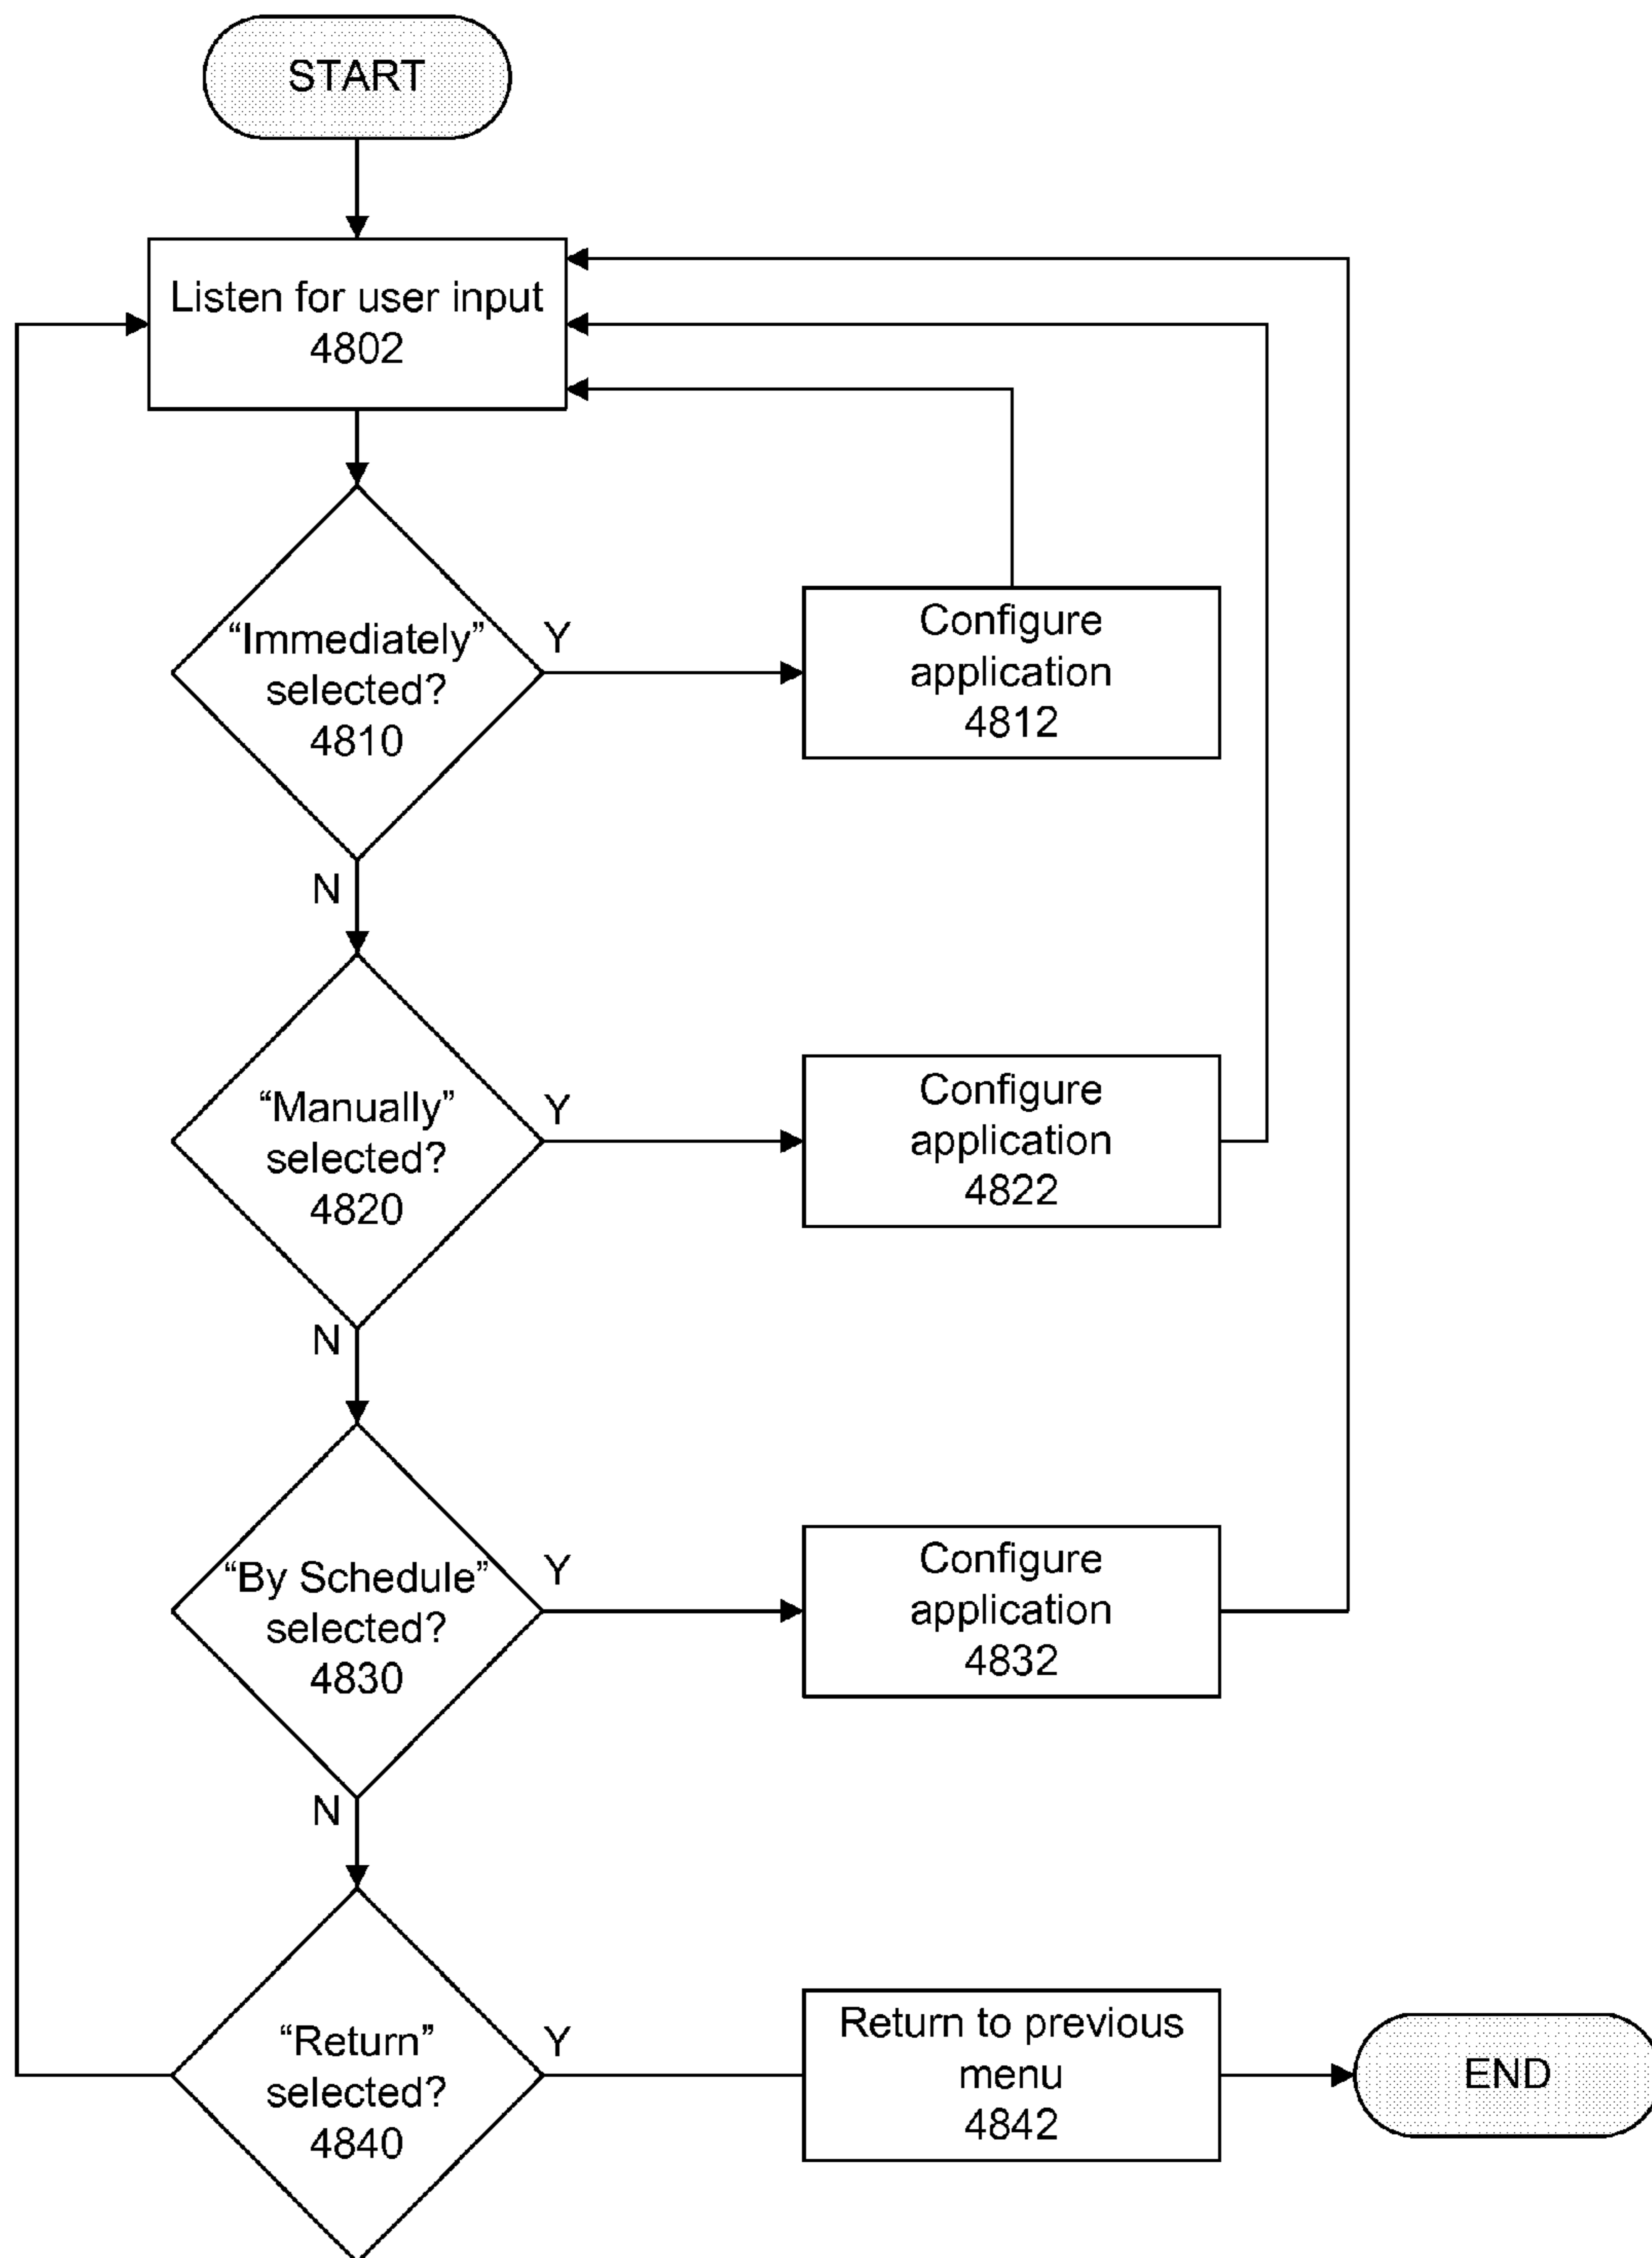 START
Listen for user input
4802
“Immediately”
selected?
4810
Y
Configure
application
4812
N
“Manually”
selected?
4820
Y
Configure
application
4822
N
“By Schedule”
selected?
4830
Y
Configure
application
4832
N
“Return”
selected?
4840
Y
Return to previous
menu
4842
END